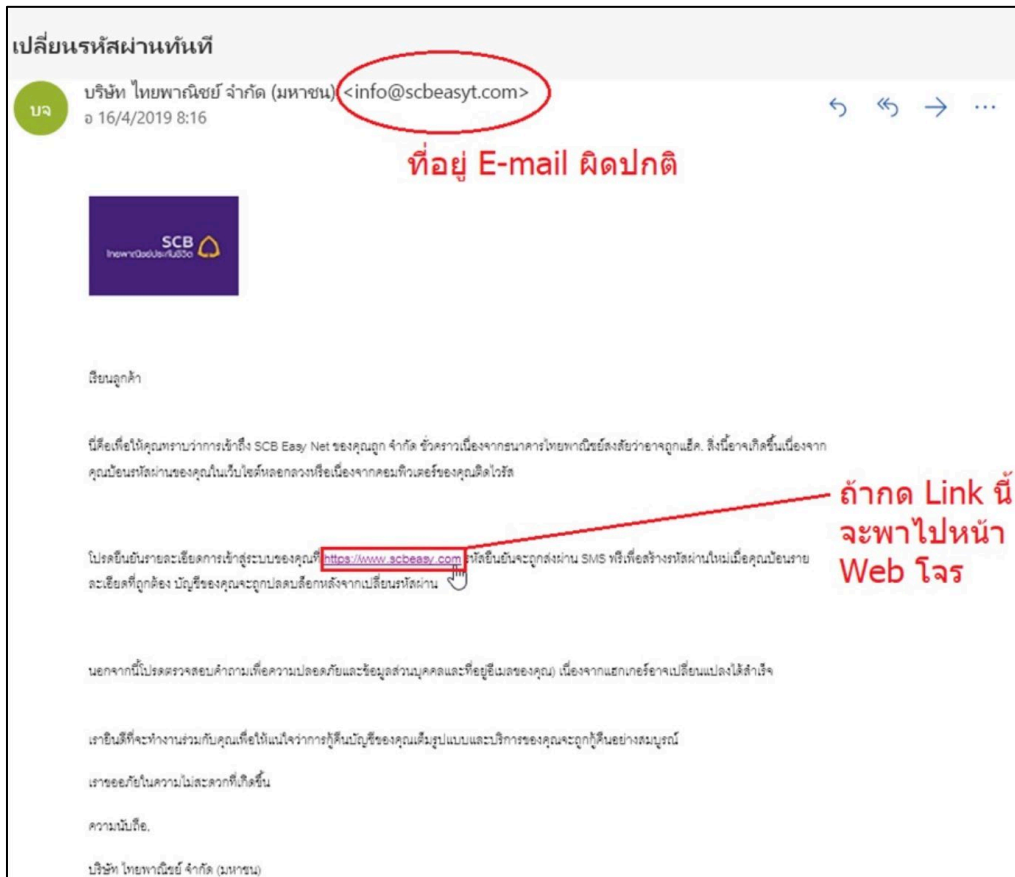 เปลี่ยนรหัสผ่านทันที
บจ
บริษัท ไทยพาณิชย์ จำกัด (มหาชน) <info@scbeasyt.com>
อ 16/4/2019 8:16
ที่อยู่ E-mail ผิดปกติ
SCB
ไทยพาณิชย์ประกันชีวิต
เรียนลูกค้า
นี่คือเพื่อให้คุณทราบว่าการเข้าถึง SCB Easy Net ของคุณถูก จำกัด ชั่วคราวเนื่องจากธนาคารไทยพาณิชย์สงสัยว่าอาจถูกแฮ็ค. สิ่งนี้อาจเกิดขึ้นเนื่องจาก
คุณป้อนรหัสผ่านของคุณในเว็บไซต์หลอกลวงหรือเนื่องจากคอมพิวเตอร์ของคุณติดไวรัส
ถ้ากด Link นี้
จะพาไปหน้า
Web โจร
โปรดยืนยันรายละเอียดการเข้าสู่ระบบของคุณที่ https://www.scbeasy.com รหัสยืนยันจะถูกส่งผ่าน SMS ฟรีเพื่อสร้างรหัสผ่านใหม่เมื่อคุณป้อนราย
ละเอียดที่ถูกต้อง บัญชีของคุณจะถูกปลดบล็อกหลังจากเปลี่ยนรหัสผ่าน
นอกจากนี้โปรดตรวจสอบคำถามเพื่อความปลอดภัยและข้อมูลส่วนบุคคลและที่อยู่อีเมลของคุณ) เนื่องจากแฮกเกอร์อาจเปลี่ยนแปลงได้สำเร็จ
เรายินดีที่จะทำงานร่วมกับคุณเพื่อให้แน่ใจว่าการกู้คืนบัญชีของคุณเต็มรูปแบบและบริการของคุณจะถูกกู้คืนอย่างสมบูรณ์
เราขออภัยในความไม่สะดวกที่เกิดขึ้น
ความนับถือ.
บริษัท ไทยพาณิชย์ จำกัด (มหาชน)